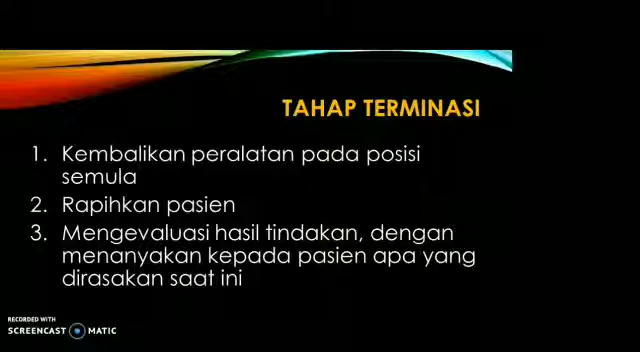 TAHAP TERMINASI
1. Kembalikan peralatan pada posisi
semula
2. Rapihkan pasien
3. Mengevaluasi hasil tindakan, dengan
menanyakan kepada pasien apa yang
dirasakan saat ini
RECORDED WITH
SCREENCAST MATIC